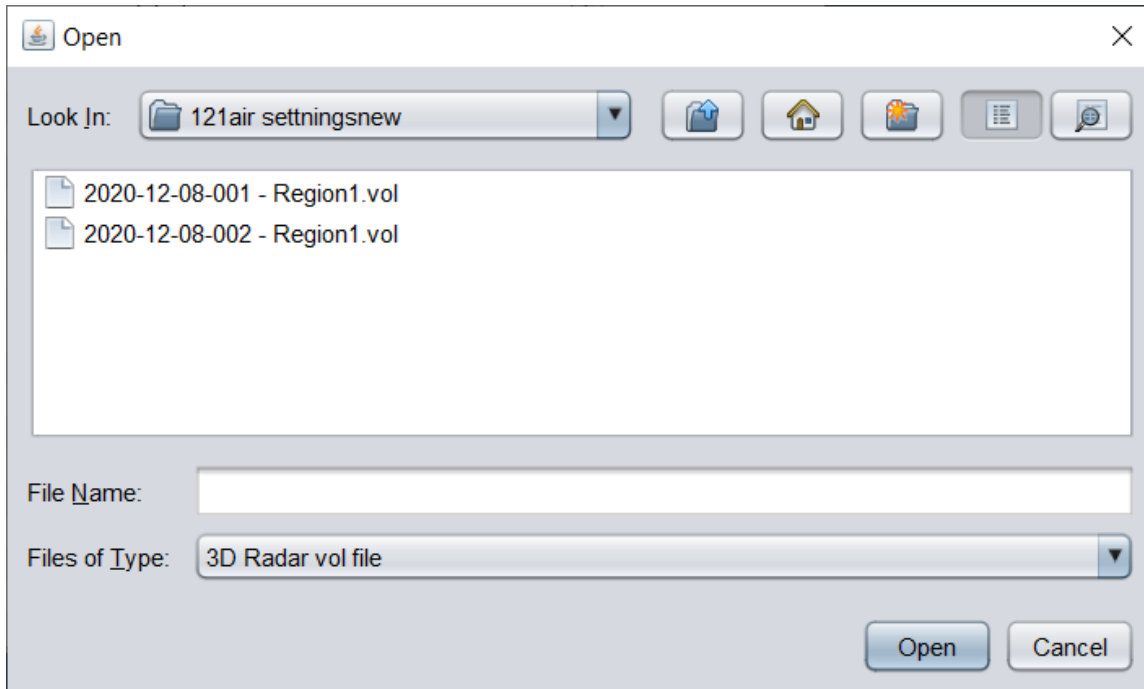 Open
Look In: 121air settningsnew
2020-12-08-001 - Region1.vol
2020-12-08-002 - Region1.vol
File Name:
Files of Type: 3D Radar vol file
Open Cancel